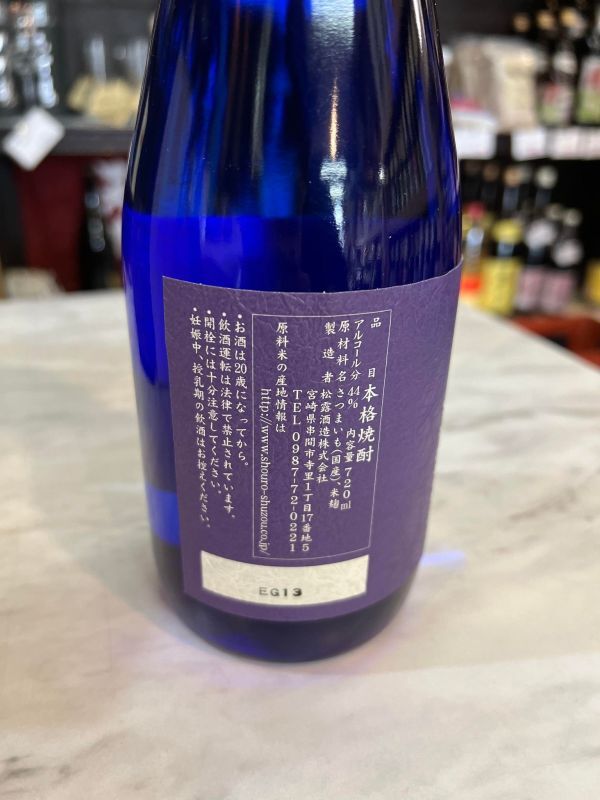 品目 本格焼酎
アルコール分 44% 内容量 720ml
原材料名 さつまいも(国産)、米麹
製造者 松露酒造株式会社
宮崎県串間市寺里1丁目17番地5
TEL 0987-72-0221
原料米の産地情報は
http://www.shouro-shuzou.co.jp/
・お酒は20歳になってから。
・飲酒運転は法律で禁止されています。
・開栓には十分注意してください。
・妊娠中、授乳期の飲酒はお控えください。
EG13